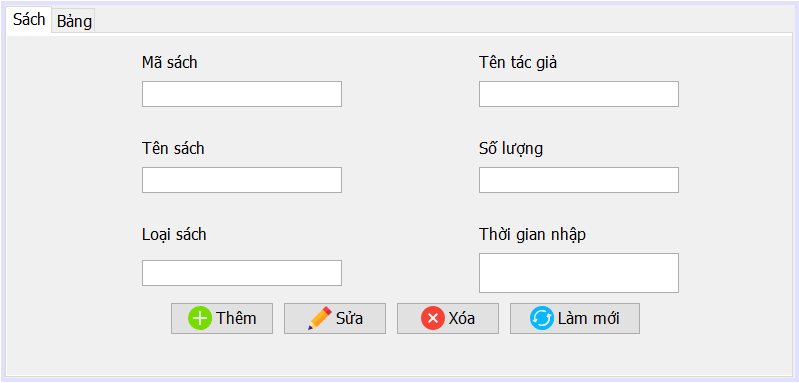 Sách Bảng
Mã sách Tên tác giả
Tên sách Số lượng
Loại sách Thời gian nhập
Thêm Sửa Xóa Làm mới